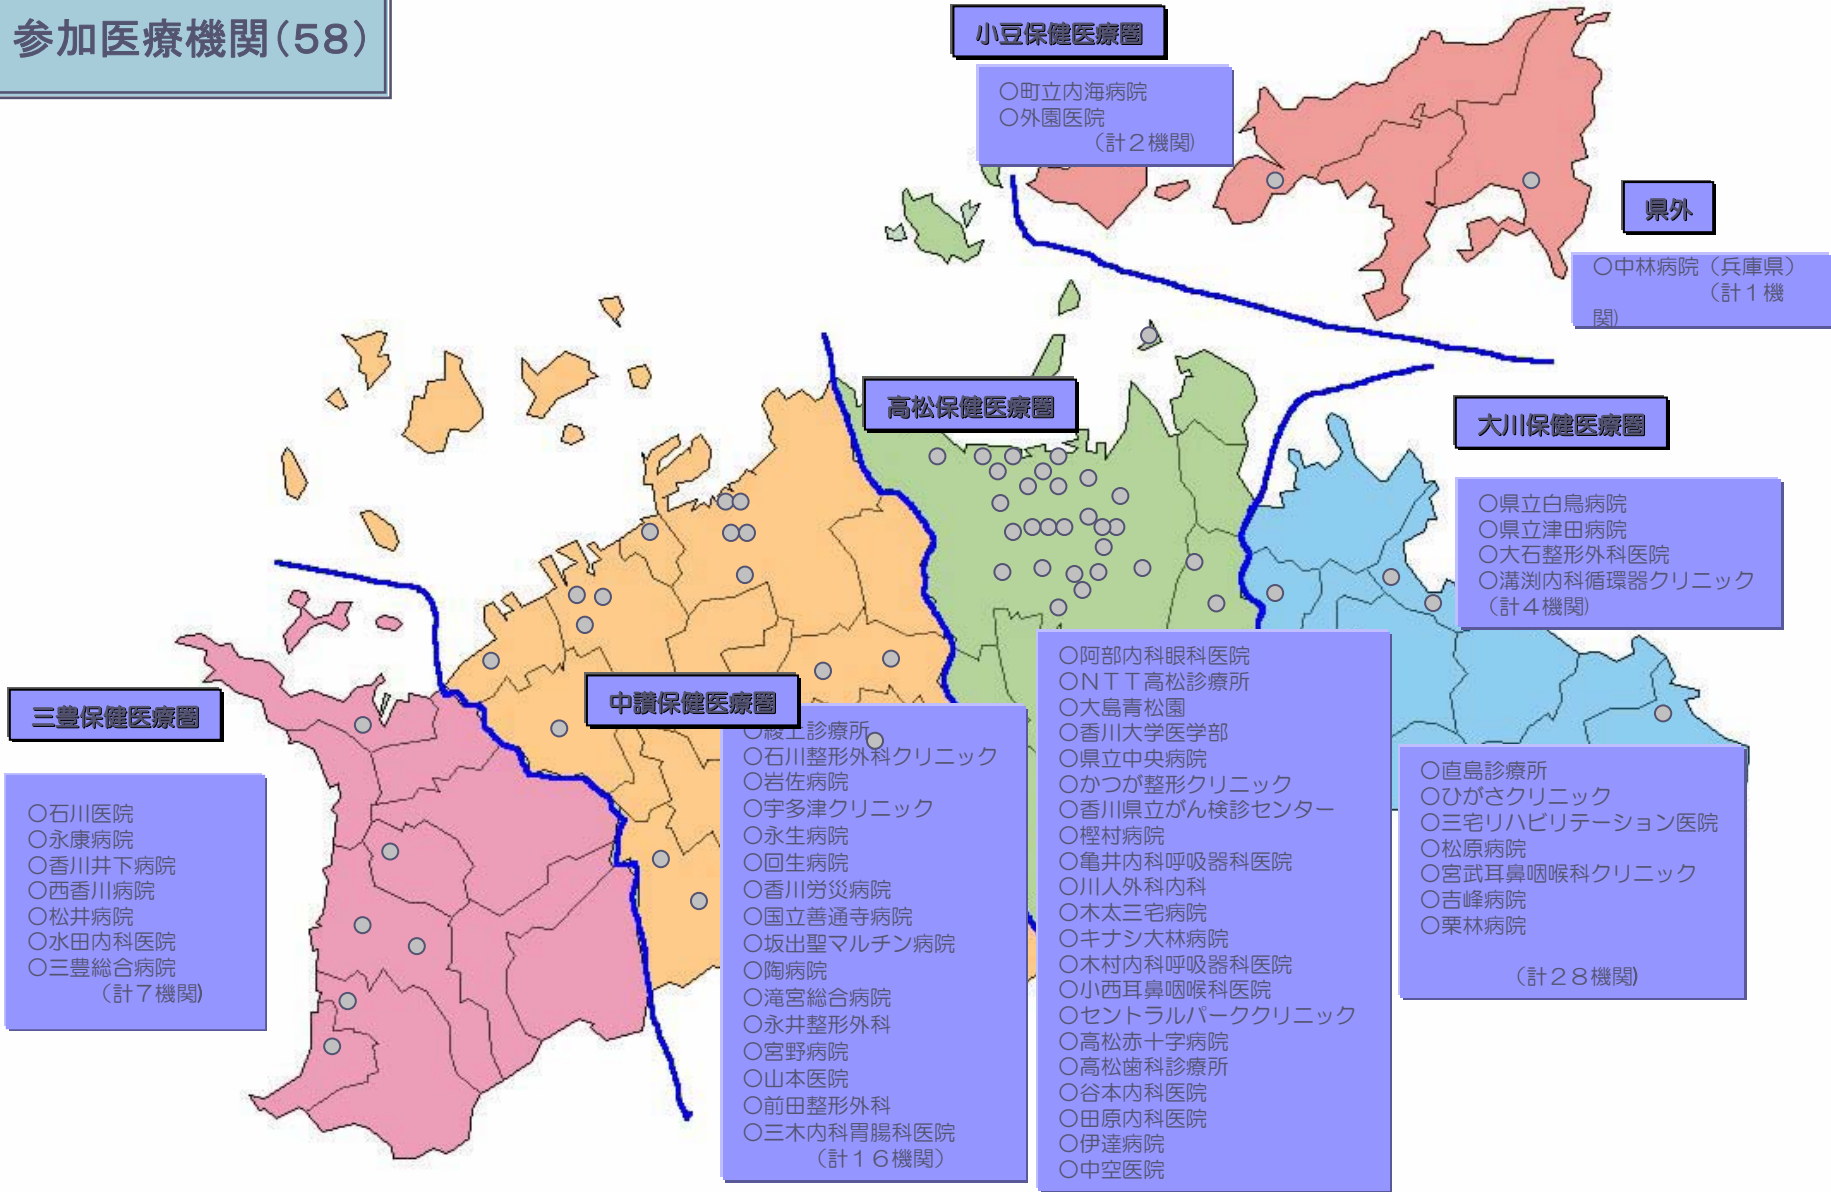 参加医療機関(58)
小豆保健医療圏
○町立内海病院
○外園医院
(計2機関)
県外
○中林病院(兵庫県)
(計1機
関)
高松保健医療圏
大川保健医療圏
○県立白鳥病院
○県立津田病院
○大石整形外科医院
○溝渕内科循環器クリニック
(計4機関)
三豊保健医療圏
○石川医院
○永康病院
○香川井下病院
○西香川病院
○松井病院
○水田内科医院
○三豊総合病院
(計7機関)
中讃保健医療圏
○綾上診療所
○石川整形外科クリニック
○岩佐病院
○宇多津クリニック
○永生病院
○回生病院
○香川労災病院
○国立善通寺病院
○坂出聖マルチン病院
○陶病院
○滝宮総合病院
○永井整形外科
○宮野病院
○山本医院
○前田整形外科
○三木内科胃腸科医院
(計16機関)
○阿部内科眼科医院
○NTT高松診療所
○大島青松園
○香川大学医学部
○県立中央病院
○かつが整形クリニック
○香川県立がん検診センター
○樫村病院
○亀井内科呼吸器科医院
○川人外科内科
○木太三宅病院
○キナシ大林病院
○木村内科呼吸器科医院
○小西耳鼻咽喉科医院
○セントラルパーククリニック
○高松赤十字病院
○高松歯科診療所
○谷本内科医院
○田原内科医院
○伊達病院
○中空医院
○直島診療所
○ひがさクリニック
○三宅リハビリテーション医院
○松原病院
○宮武耳鼻咽喉科クリニック
○吉峰病院
○栗林病院
(計28機関)